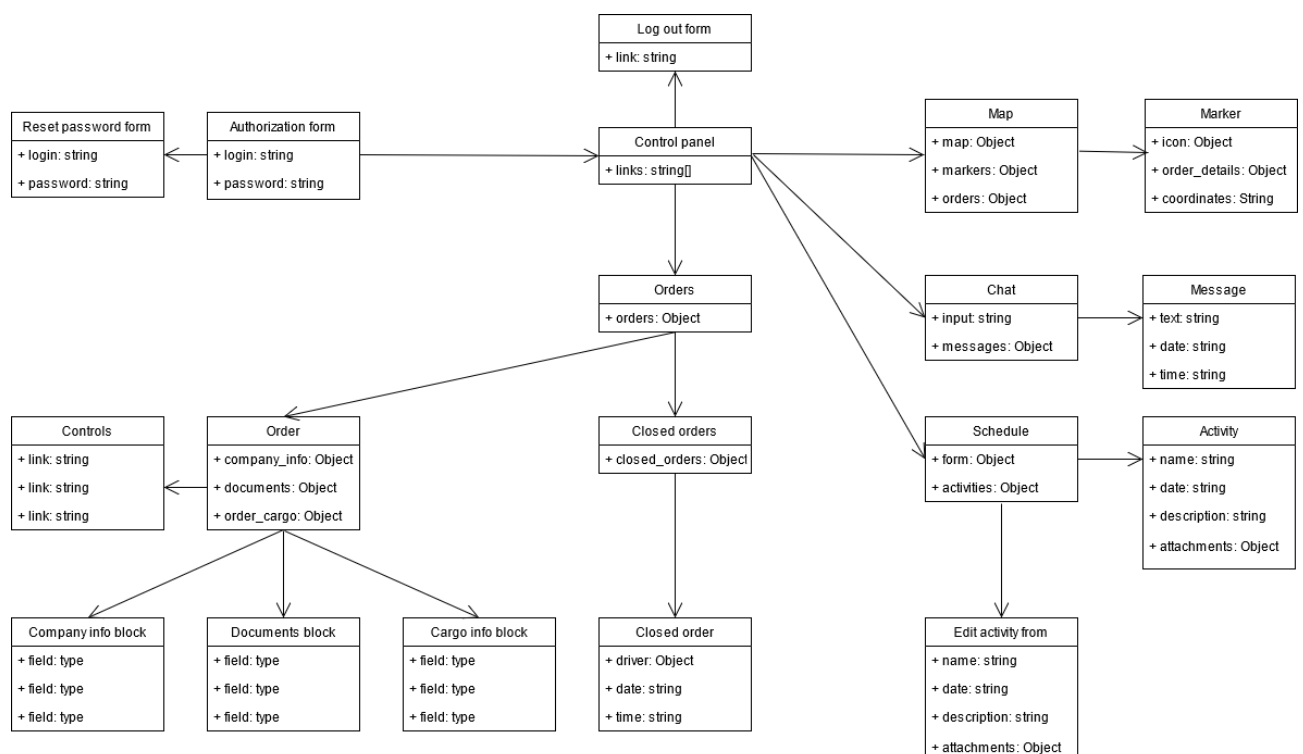 Log out form
+ link: string
Reset password form
+ login: string
+ password: string
Authorization form
+ login: string
+ password: string
Control panel
+ links: string[]
Map
+ map: Object
+ markers: Object
+ orders: Object
Marker
+ icon: Object
+ order_details: Object
+ coordinates: String
Orders
+ orders: Object
Chat
+ input: string
+ messages: Object
Message
+ text: string
+ date: string
+ time: string
Controls
+ link: string
+ link: string
+ link: string
Order
+ company_info: Object
+ documents: Object
+ order_cargo: Object
Closed orders
+ closed_orders: Object
Schedule
+ form: Object
+ activities: Object
Activity
+ name: string
+ date: string
+ description: string
+ attachments: Object
Company info block
+ field: type
+ field: type
+ field: type
Documents block
+ field: type
+ field: type
+ field: type
Cargo info block
+ field: type
+ field: type
+ field: type
Closed order
+ driver: Object
+ date: string
+ time: string
Edit activity from
+ name: string
+ date: string
+ description: string
+ attachments: Object